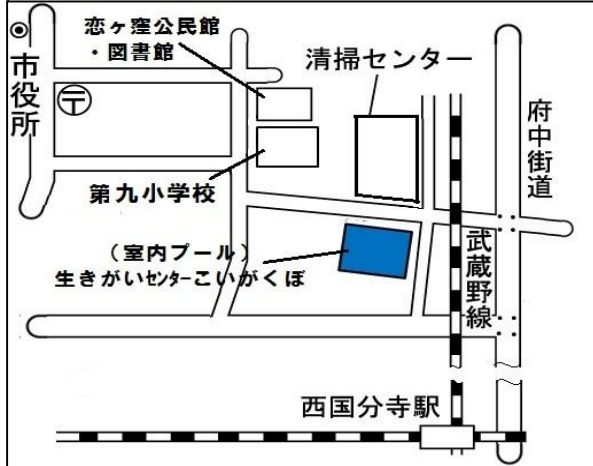 恋ヶ窪公民館
・図書館
清掃センター
市役所
〒
府中街道
第九小学校
(室内プール)
生きがいセンターこいがくぼ
武蔵野線
西国分寺駅